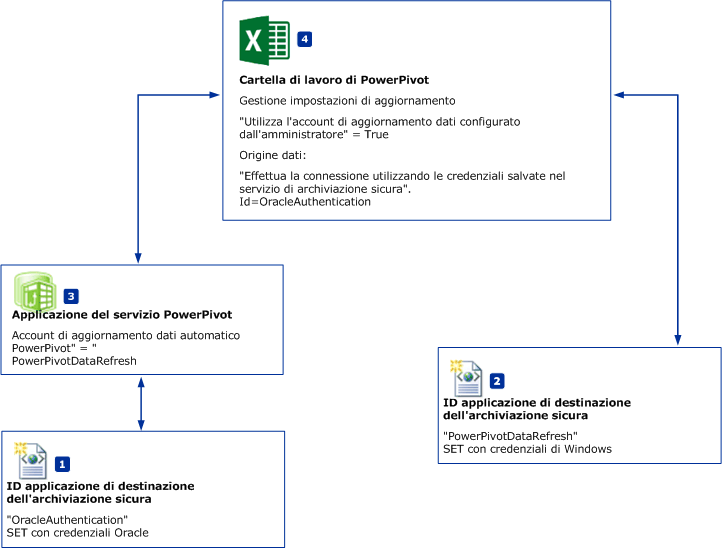 4
Cartella di lavoro di PowerPivot
Gestione impostazioni di aggiornamento
"Utilizza l'account di aggiornamento dati configurato
dall'amministratore" = True
Origine dati:
"Effettua la connessione utilizzando le credenziali salvate nel
servizio di archiviazione sicura".
Id=OracleAuthentication
3
Applicazione del servizio PowerPivot
Account di aggiornamento dati automatico
PowerPivot" = "
PowerPivotDataRefresh
2
ID applicazione di destinazione
dell'archiviazione sicura
"PowerPivotDataRefresh"
SET con credenziali di Windows
1
ID applicazione di destinazione
dell'archiviazione sicura
"OracleAuthentication"
SET con credenziali Oracle